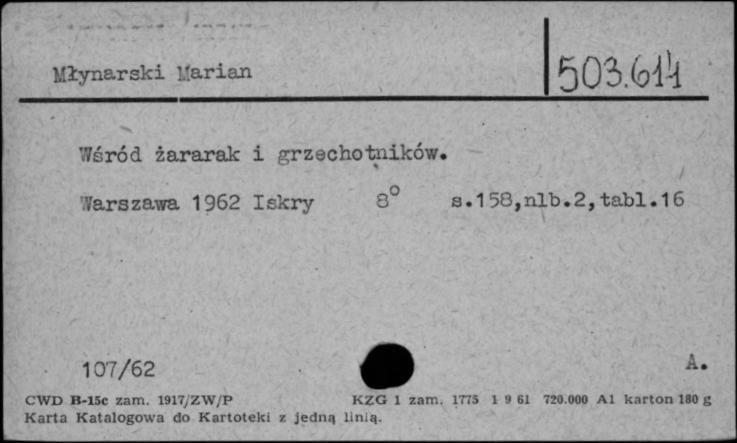 Młynarski Marian
503.614
Wśród żararak i grzechotników.
Warszawa 1962 Iskry 8° s.158,nlb.2,tabl.16
107/62 A.
CWD B-15c zam. 1917/ZW/P KZG 1 zam. 1775 1 9 61 720.000 A1 karton 180 g
Karta Katalogowa do Kartoteki z jedną linią.